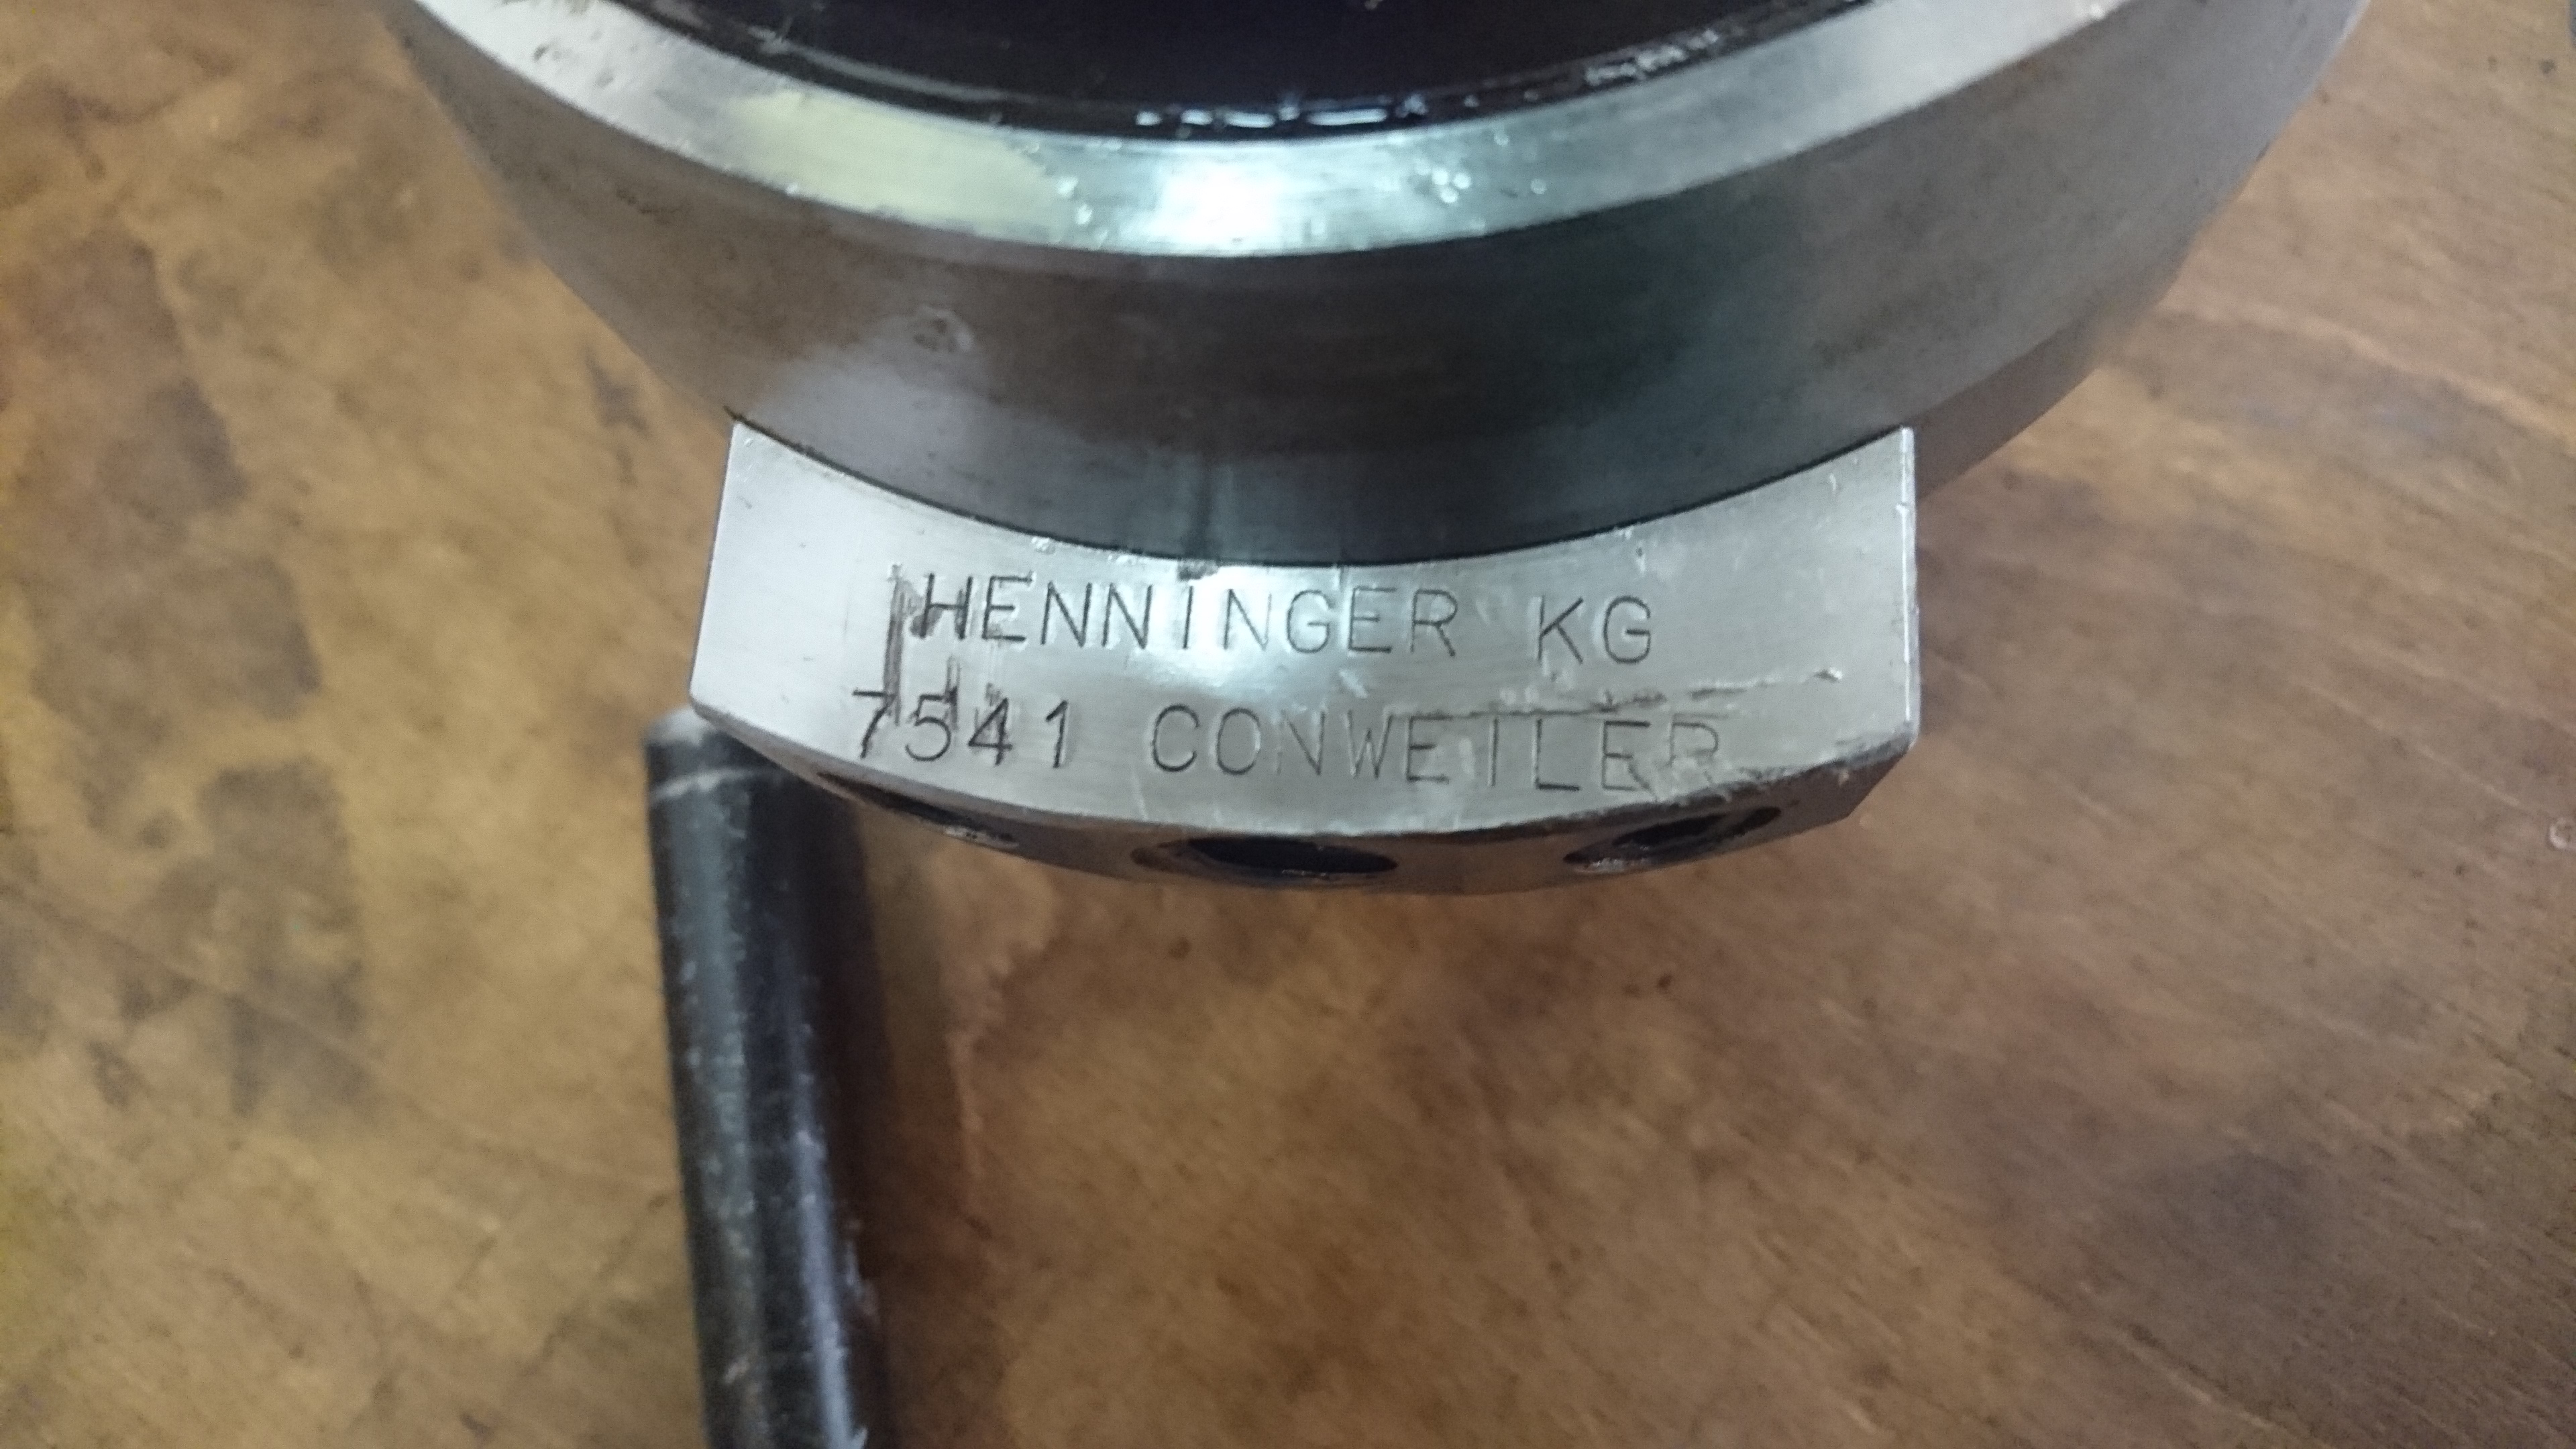 HENNINGER KG
7541 CONWEILER